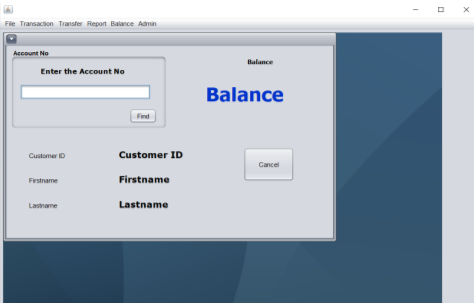 File Transaction Transfer Report Balance Admin
Account No
Enter the Account No
Balance
Balance
Find
Customer ID Customer ID
Cancel
Firstname Firstname
Lastname Lastname